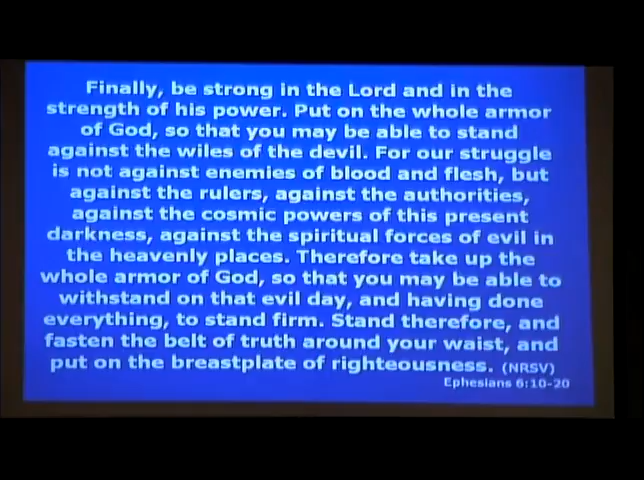 Finally, be strong in the Lord and in the
strength of his power. Put on the whole armor
of God, so that you may be able to stand
against the wiles of the devil. For our struggle
is not against enemies of blood and flesh, but
against the rulers, against the authorities,
against the cosmic powers of this present
darkness, against the spiritual forces of evil in
the heavenly places. Therefore take up the
whole armor of God, so that you may be able to
withstand on that evil day, and having done
everything, to stand firm. Stand therefore, and
fasten the belt of truth around your waist, and
put on the breastplate of righteousness. (NRSV)
Ephesians 6:10-20